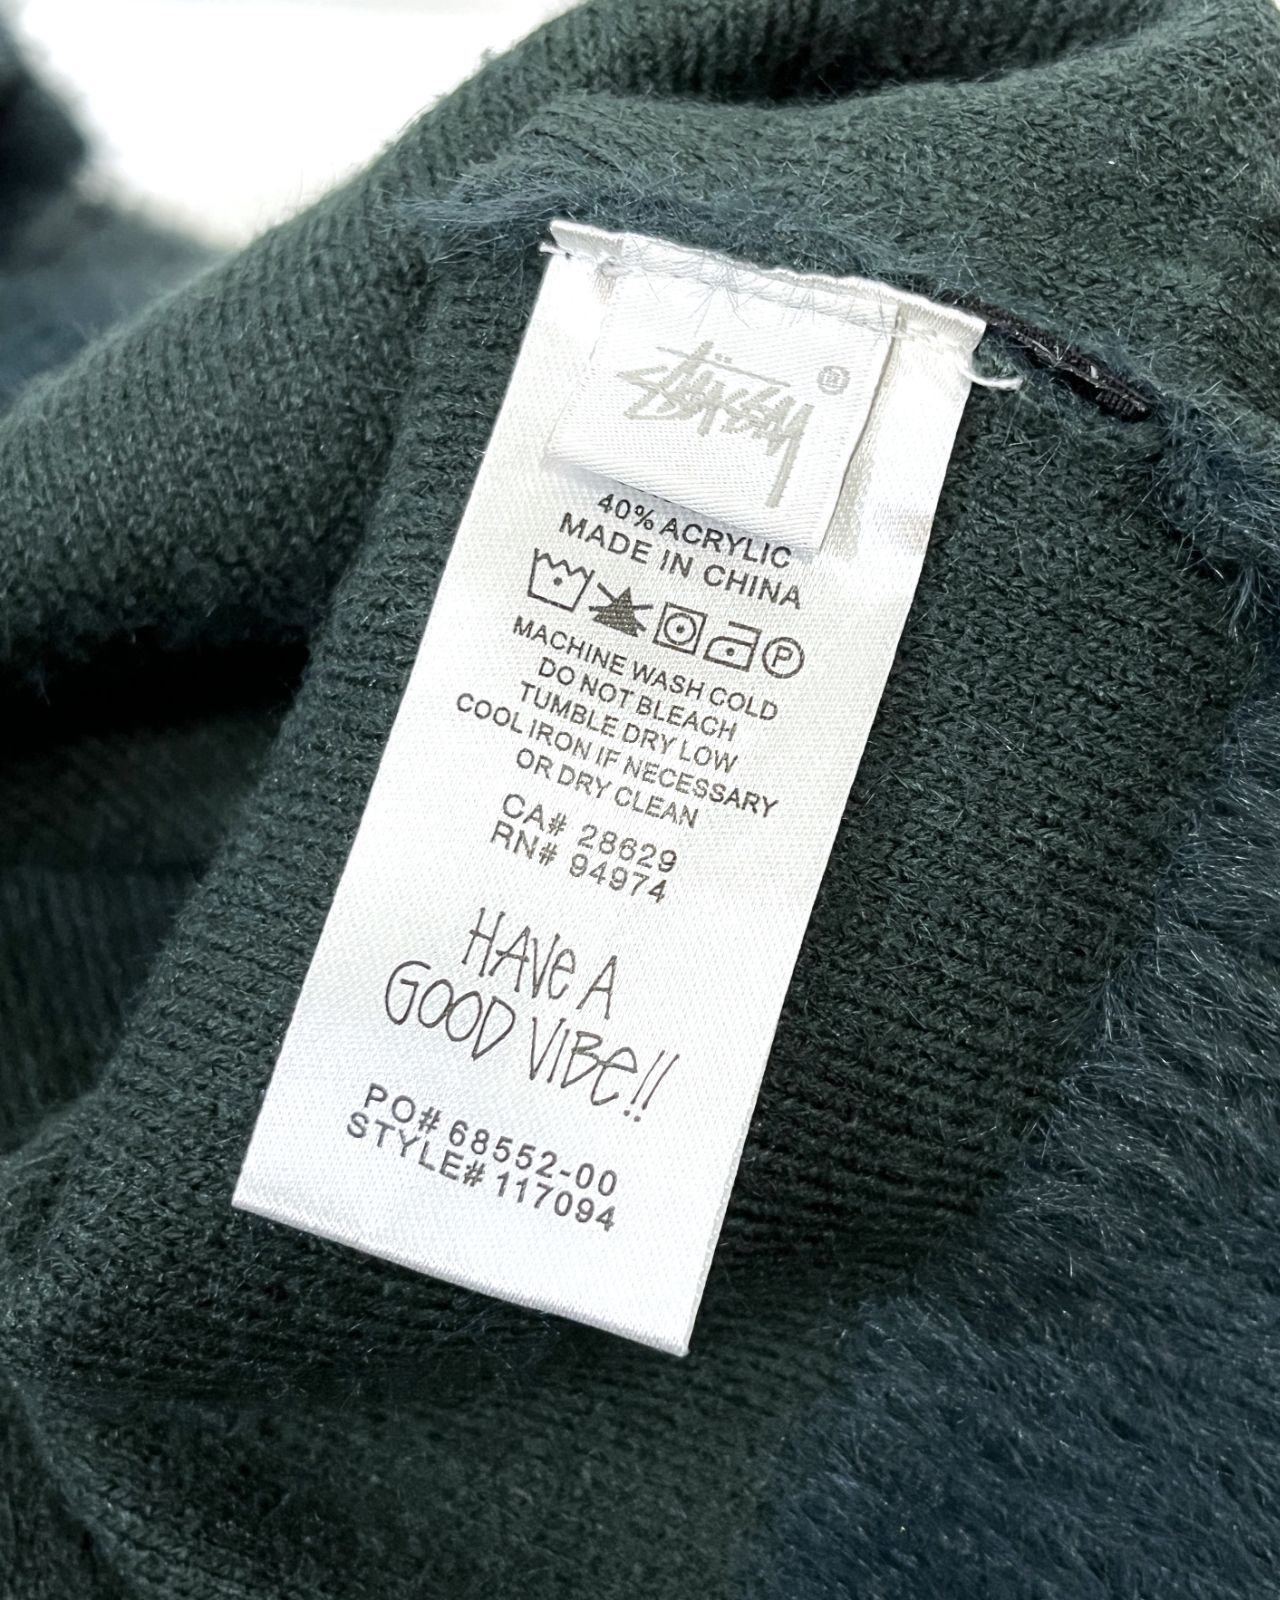 STÜSSY ®
40% ACRYLIC
MADE IN CHINA
P
MACHINE WASH COLD
DO NOT BLEACH
TUMBLE DRY LOW
COOL IRON IF NECESSARY
OR DRY CLEAN
CA# 28629
RN# 94974
HAVE A
GOOD VIBE!!
PO# 68552-00
STYLE# 117094